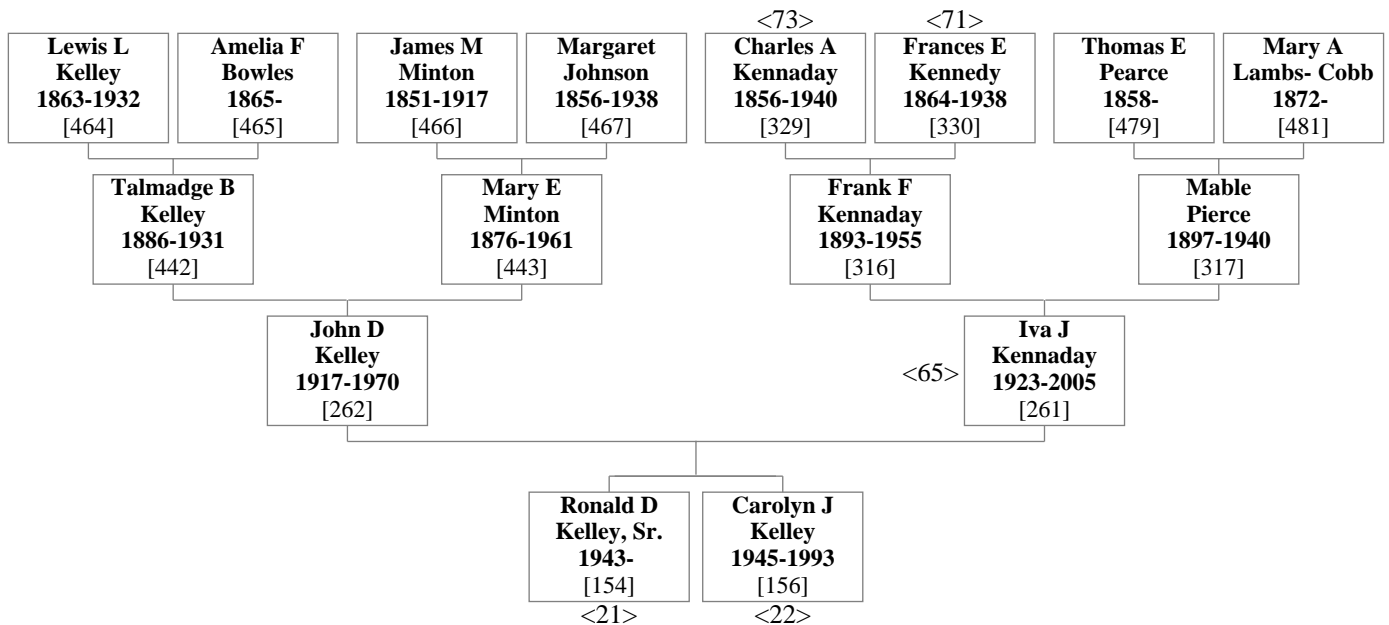 <73>
<71>
Lewis L
Kelley
1863-1932
[464]
Amelia F
Bowles
1865-
[465]
James M
Minton
1851-1917
[466]
Margaret
Johnson
1856-1938
[467]
Charles A
Kennaday
1856-1940
[329]
Frances E
Kennedy
1864-1938
[330]
Thomas E
Pearce
1858-
[479]
Mary A
Lambs- Cobb
1872-
[481]
Talmadge B
Kelley
1886-1931
[442]
Mary E
Minton
1876-1961
[443]
Frank F
Kennaday
1893-1955
[316]
Mable
Pierce
1897-1940
[317]
John D
Kelley
1917-1970
[262]
<65>
Iva J
Kennaday
1923-2005
[261]
Ronald D
Kelley, Sr.
1943-
[154]
<21>
Carolyn J
Kelley
1945-1993
[156]
<22>